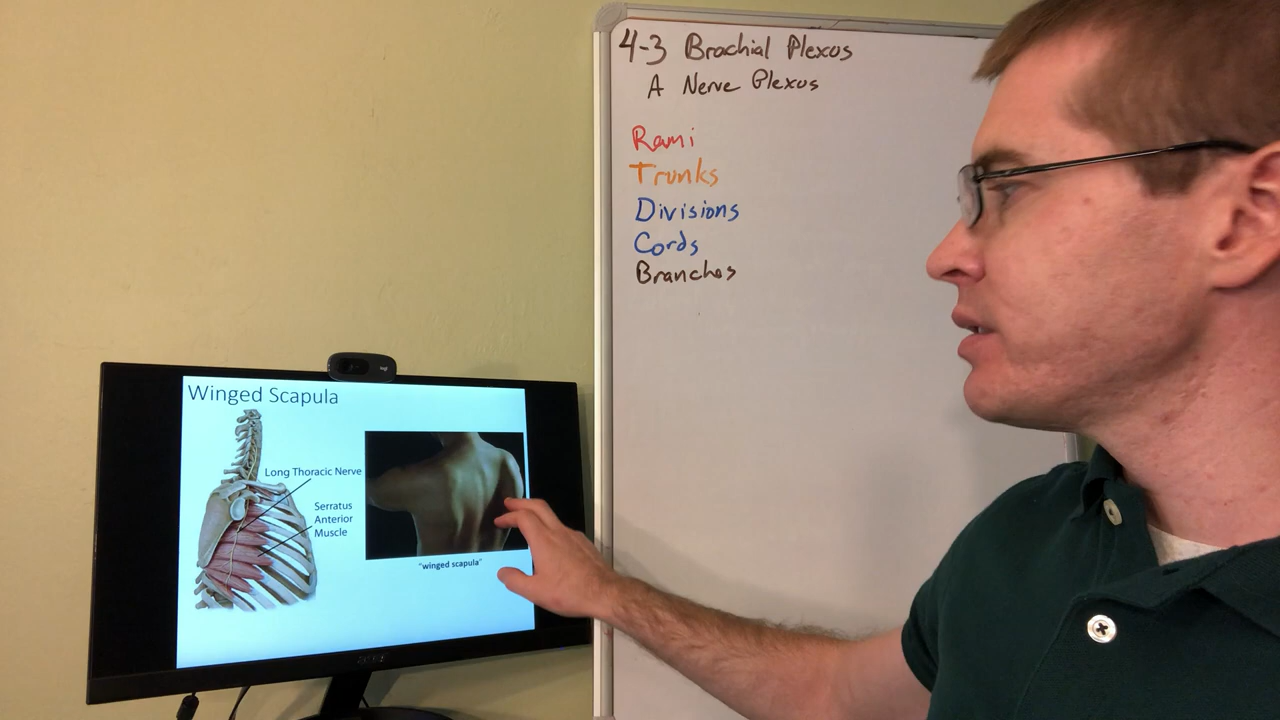 4-3 Brachial Plexus
A Nerve Plexus
Rami
Trunks
Divisions
Cords
Branches
Winged Scapula
Long Thoracic Nerve
Serratus
Anterior
Muscle
"winged scapula"